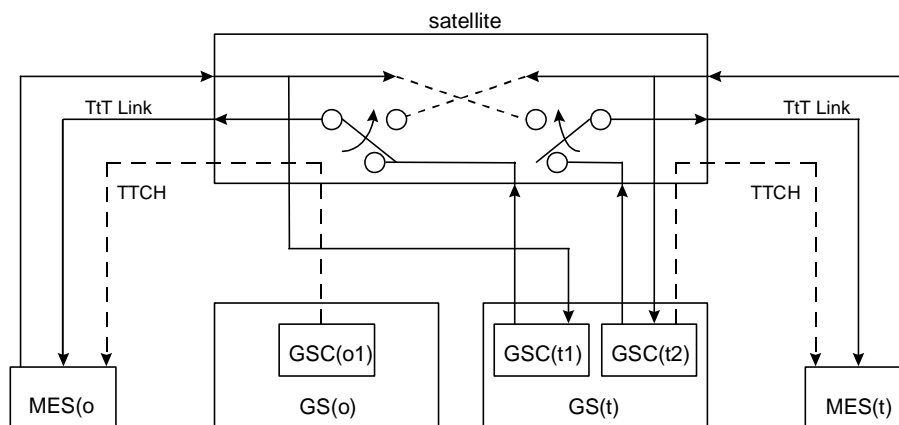 satellite
TtT Link
TtT Link
TTCH
TTCH
GSC(o1)
GSC(t1)
GSC(t2)
MES(o
GS(o)
GS(t)
MES(t)